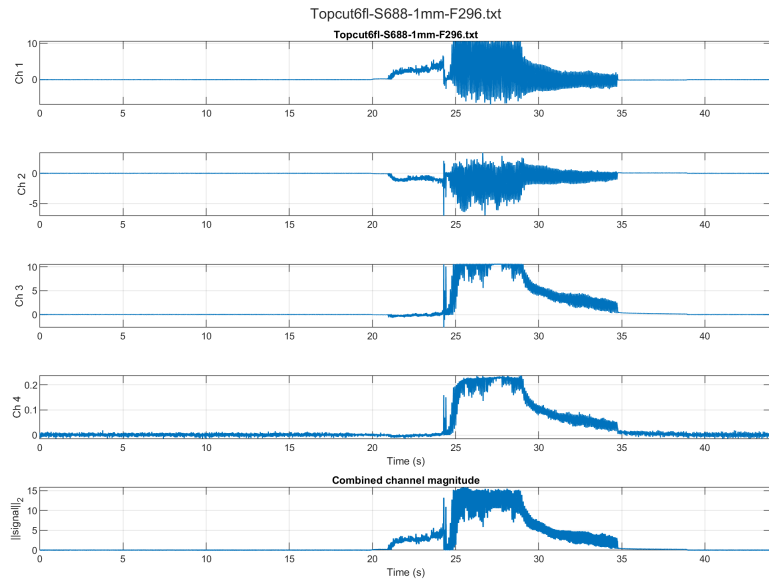 Topcut6fl-S688-1mm-F296.txt
Topcut6fl-S688-1mm-F296.txt
10
0
Ch 1
0 5 10 15 20 25 30 35 40
0
-5
Ch 2
0 5 10 15 20 25 30 35 40
10
5
0
Ch 3
0 5 10 15 20 25 30 35 40
0.2
0.1
0
Ch 4
0 5 10 15 20 25 30 35 40
Time (s)
Combined channel magnitude
15
10
5
0
||signal||2
0 5 10 15 20 25 30 35 40
Time (s)